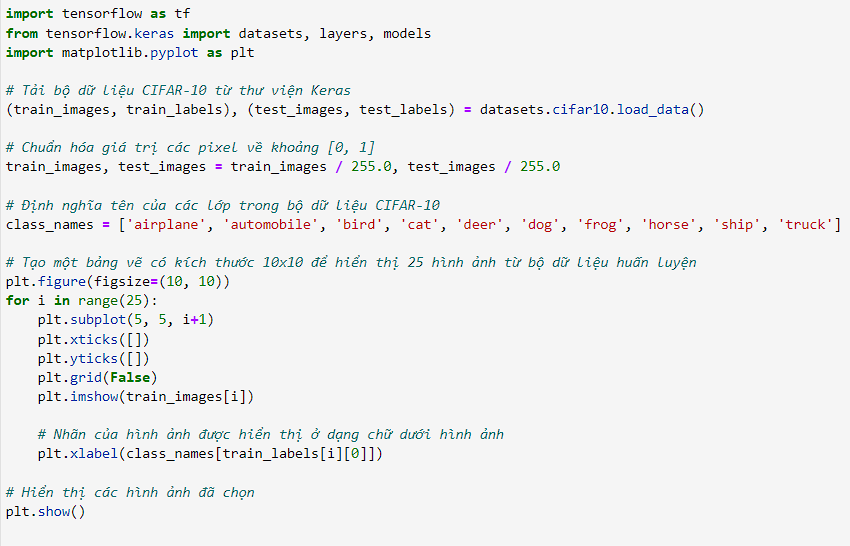 import tensorflow as tf
from tensorflow.keras import datasets, layers, models
import matplotlib.pyplot as plt
# Tải bộ dữ liệu CIFAR-10 từ thư viện Keras
(train_images, train_labels), (test_images, test_labels) = datasets.cifar10.load_data()
# Chuẩn hóa giá trị các pixel về khoảng [0, 1]
train_images, test_images = train_images / 255.0, test_images / 255.0
# Định nghĩa tên của các lớp trong bộ dữ liệu CIFAR-10
class_names = ['airplane', 'automobile', 'bird', 'cat', 'deer', 'dog', 'frog', 'horse', 'ship', 'truck']
# Tạo một bảng vẽ có kích thước 10x10 để hiển thị 25 hình ảnh từ bộ dữ liệu huấn luyện
plt.figure(figsize=(10, 10))
for i in range(25):
    plt.subplot(5, 5, i+1)
    plt.xticks([])
    plt.yticks([])
    plt.grid(False)
    plt.imshow(train_images[i])
    # Nhãn của hình ảnh được hiển thị ở dạng chữ dưới hình ảnh
    plt.xlabel(class_names[train_labels[i][0]])
# Hiển thị các hình ảnh đã chọn
plt.show()